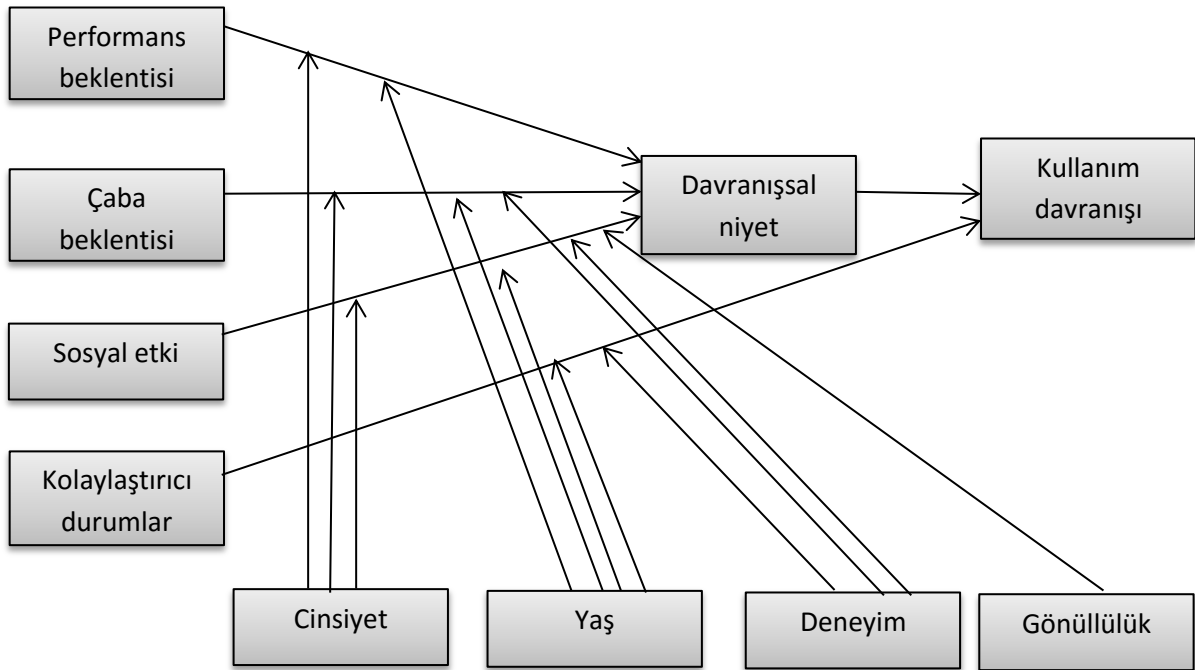 Performans
beklentisi
Çaba
beklentisi
Sosyal etki
Kolaylaştırıcı
durumlar
Davranışsal
niyet
Kullanım
davranışı
Cinsiyet
Yaş
Deneyim
Gönüllülük